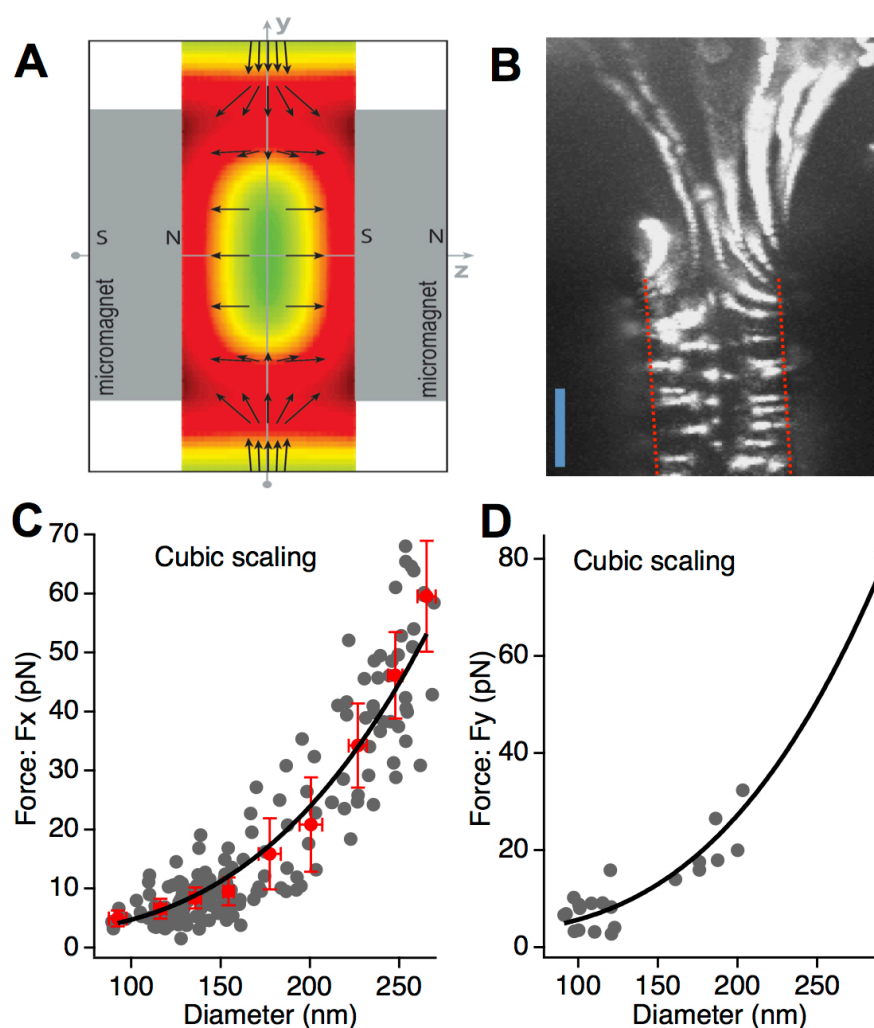 A
y
S
N
S
N
z
micromagnet
micromagnet
B
C
Cubic scaling
Force: Fx (pN)
70
60
50
40
30
20
10
0
100
150
200
250
Diameter (nm)
D
Cubic scaling
Force: Fy (pN)
80
60
40
20
0
100
150
200
250
Diameter (nm)